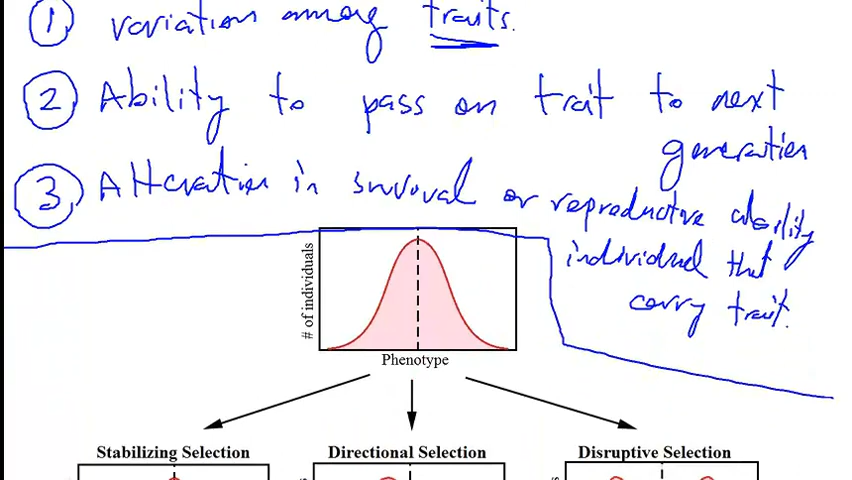 ① variation among traits.
② Ability to pass on trait to next
generation
③ Alteration in survival or reproductive ability
individual that
carry trait.
# of individuals
Phenotype
Stabilizing Selection
Directional Selection
Disruptive Selection